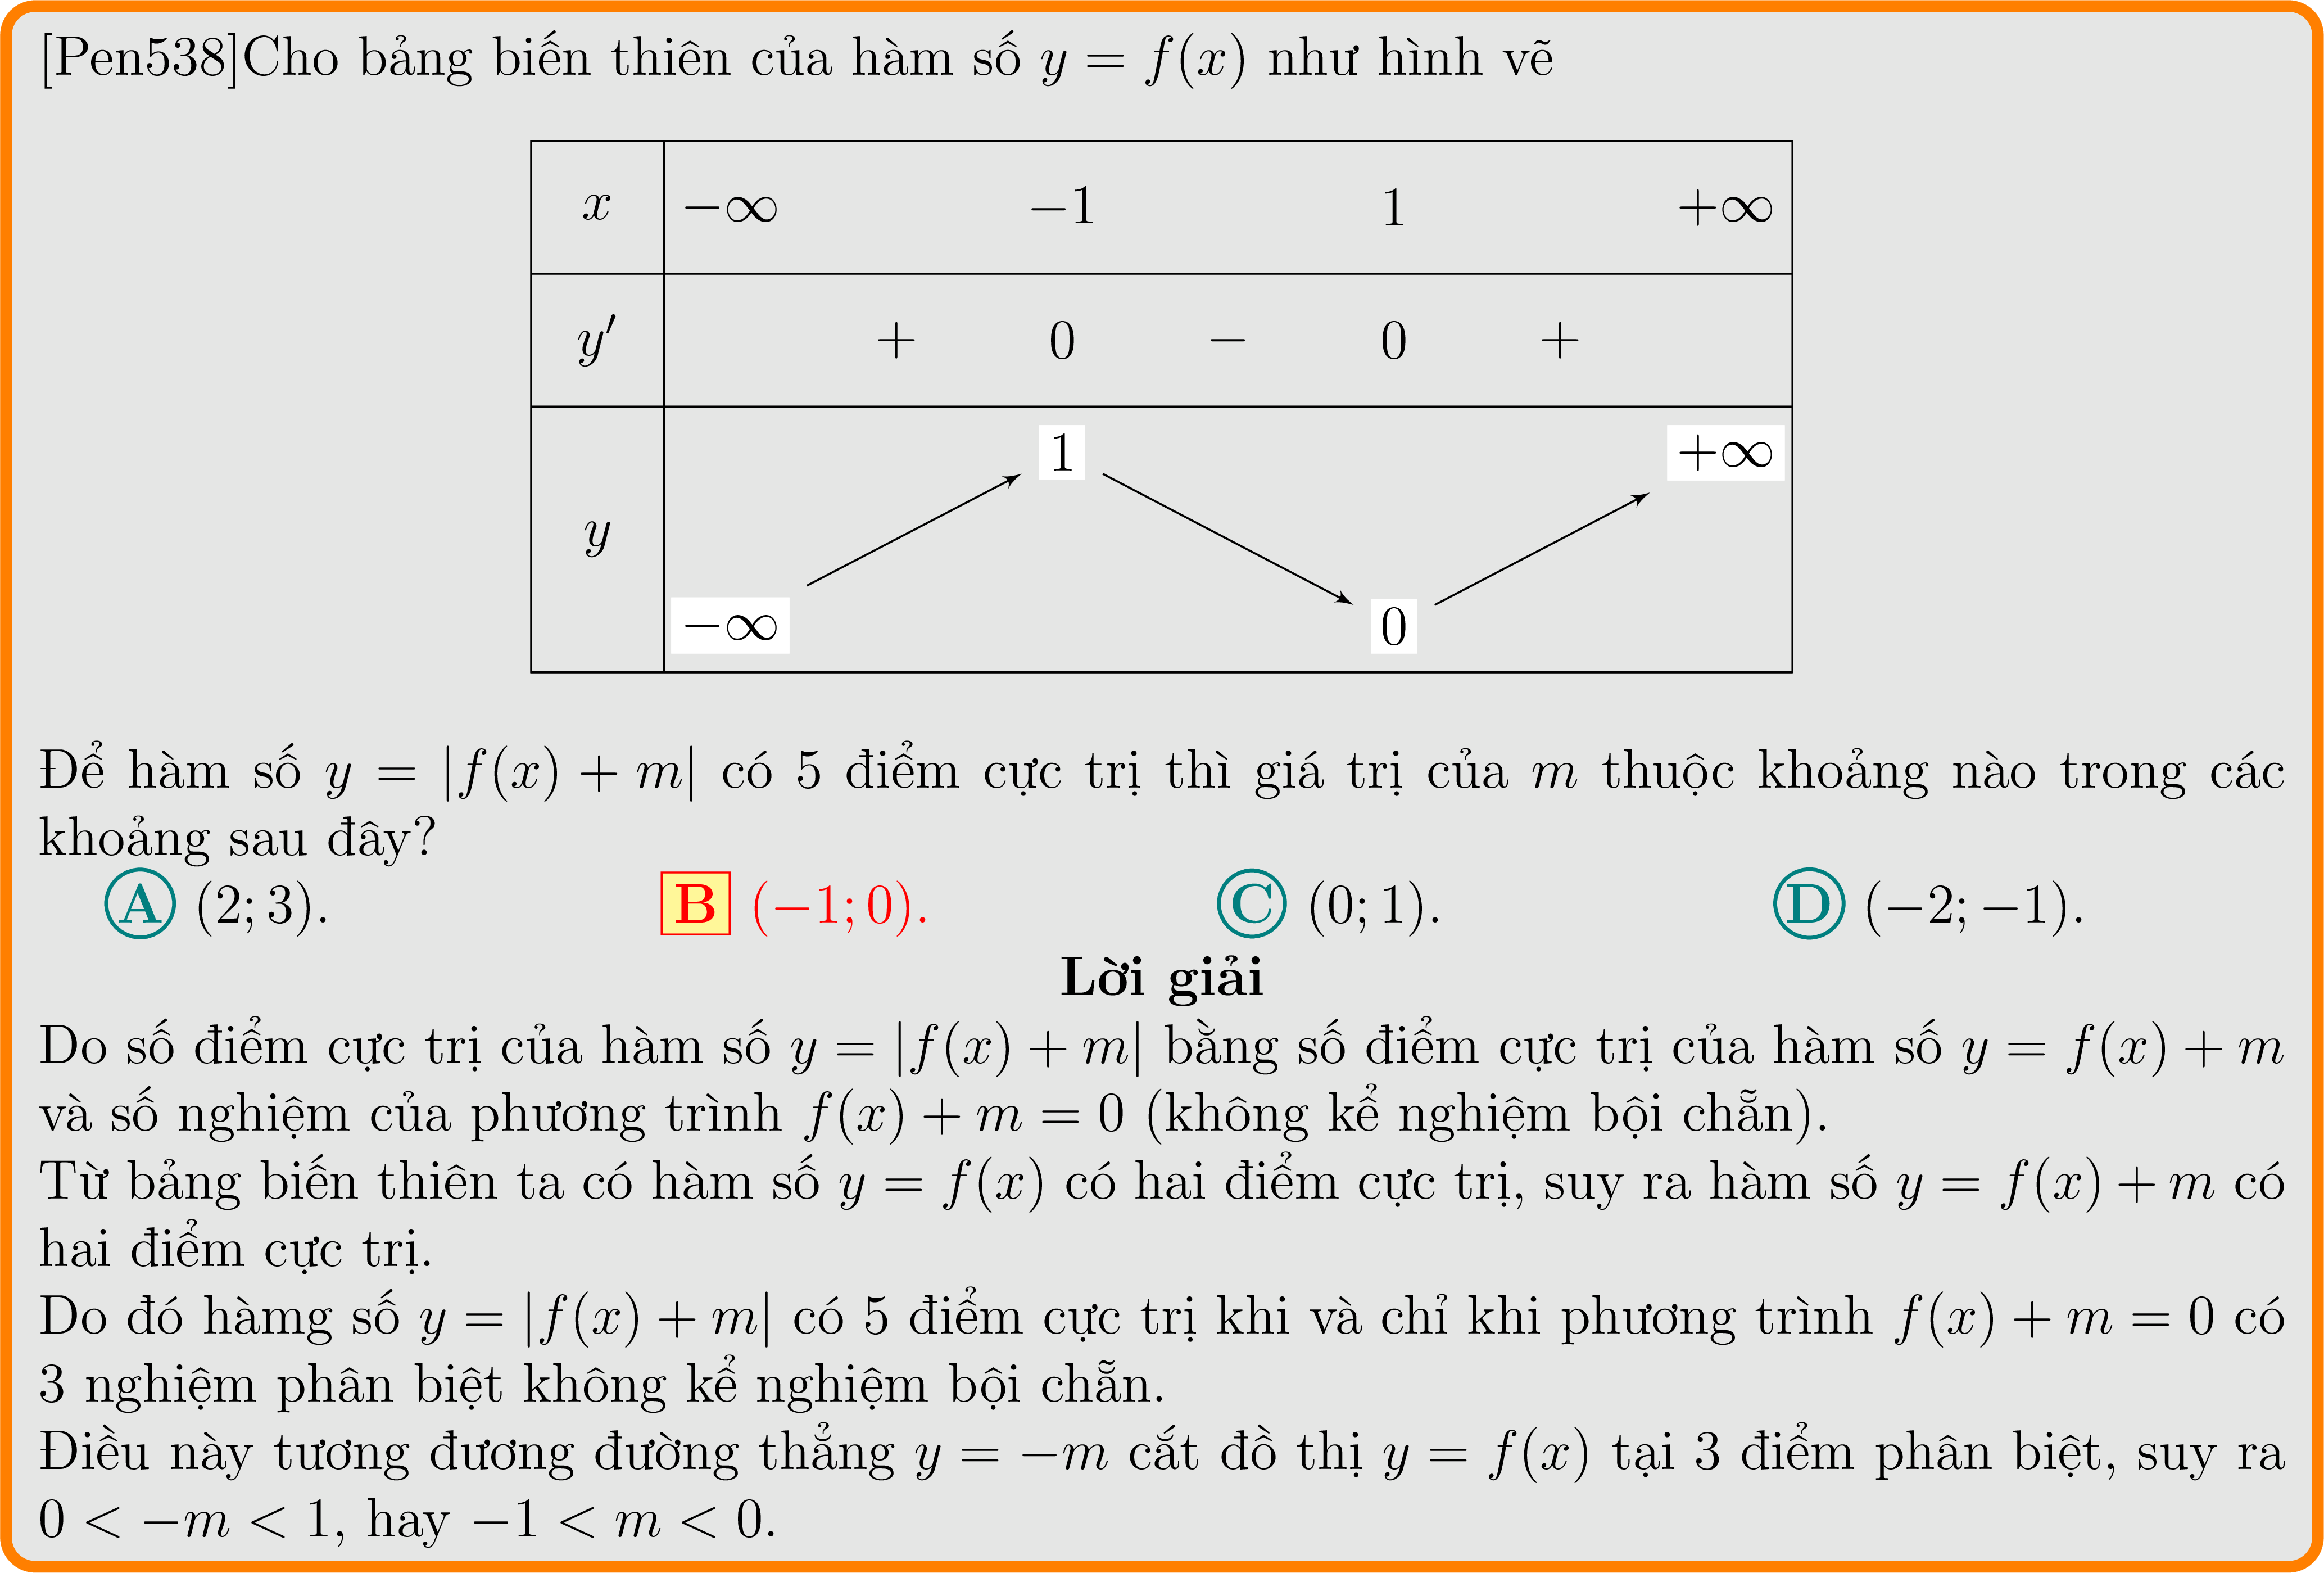 [Pen538]Cho bảng biến thiên của hàm số y = f(x) như hình vẽ
x −∞ −1 1 +∞
y′ + 0 − 0 +
1 +∞
y
−∞ 0
Để hàm số y = |f(x) + m| có 5 điểm cực trị thì giá trị của m thuộc khoảng nào trong các
khoảng sau đây?
A (2; 3). B (−1; 0). C (0; 1). D (−2; −1).
Lời giải
Do số điểm cực trị của hàm số y = |f(x) + m| bằng số điểm cực trị của hàm số y = f(x) + m
và số nghiệm của phương trình f(x) + m = 0 (không kể nghiệm bội chẵn).
Từ bảng biến thiên ta có hàm số y = f(x) có hai điểm cực trị, suy ra hàm số y = f(x) + m có
hai điểm cực trị.
Do đó hàmg số y = |f(x) + m| có 5 điểm cực trị khi và chỉ khi phương trình f(x) + m = 0 có
3 nghiệm phân biệt không kể nghiệm bội chẵn.
Điều này tương đương đường thẳng y = −m cắt đồ thị y = f(x) tại 3 điểm phân biệt, suy ra
0 < −m < 1, hay −1 < m < 0.